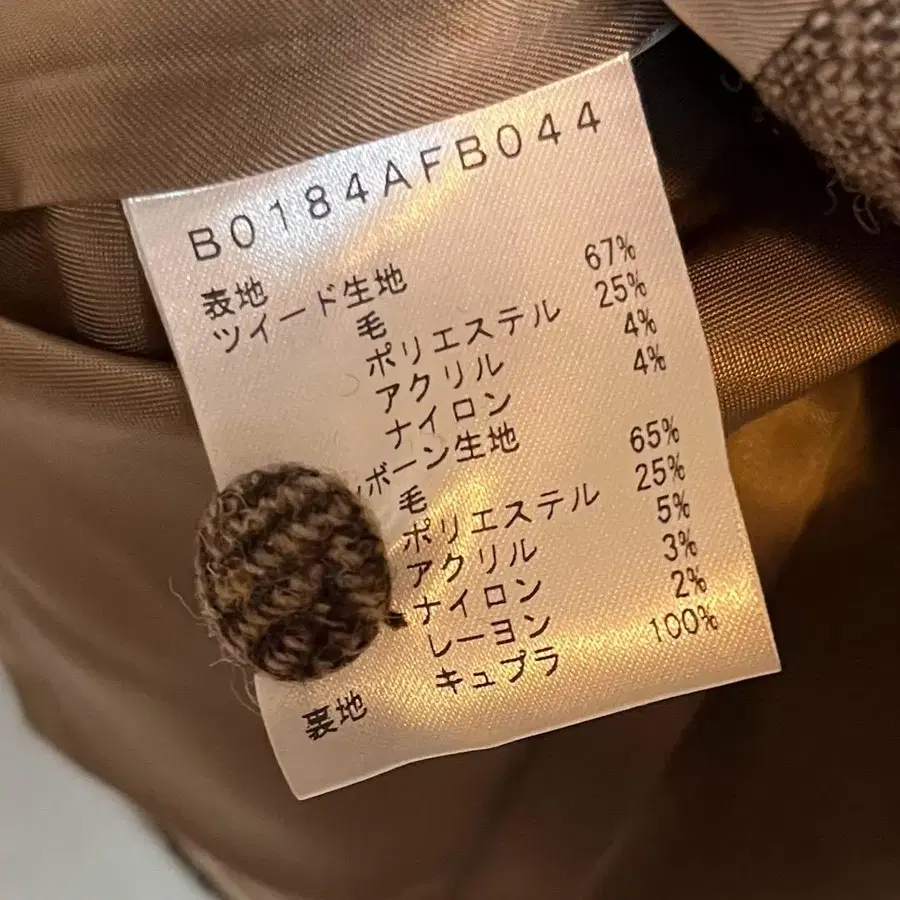 B0184AFB044
表地
ツイード生地
毛 67%
ポリエステル 25%
アクリル 4%
ナイロン 4%
ボーン生地
毛 65%
ポリエステル 25%
アクリル 5%
ナイロン 3%
レーヨン 2%
裏地 キュプラ 100%